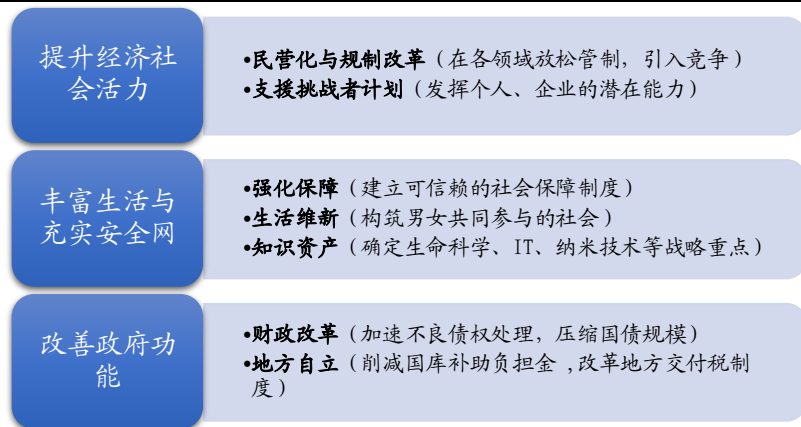 提升经济社
会活力
•民营化与规制改革（在各领域放松管制，引入竞争）
•支援挑战者计划（发挥个人、企业的潜在能力）
丰富生活与
充实安全网
•强化保障（建立可信赖的社会保障制度）
•生活维新（构筑男女共同参与的社会）
•知识资产（确定生命科学、IT、纳米技术等战略重点）
改善政府功
能
•财政改革（加速不良债权处理，压缩国债规模）
•地方自立（削减国库补助负担金 ,改革地方交付税制
度）